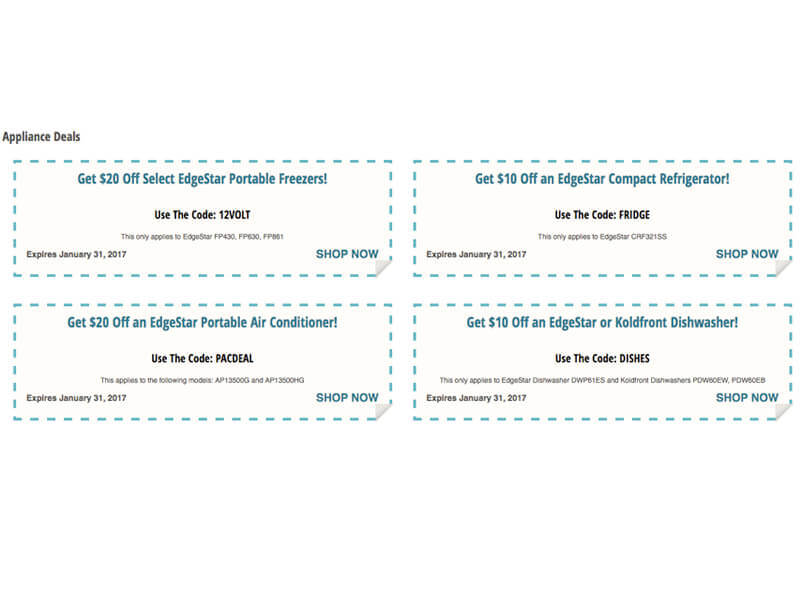 Appliance Deals
Get $20 Off Select EdgeStar Portable Freezers!
Use The Code: 12VOLT
This only applies to EdgeStar FP430, FP630, FP861
Expires January 31, 2017
SHOP NOW
Get $10 Off an EdgeStar Compact Refrigerator!
Use The Code: FRIDGE
This only applies to EdgeStar CRF321SS
Expires January 31, 2017
SHOP NOW
Get $20 Off an EdgeStar Portable Air Conditioner!
Use The Code: PACDEAL
This applies to the following models: AP13500G and AP13500HG
Expires January 31, 2017
SHOP NOW
Get $10 Off an EdgeStar or Koldfront Dishwasher!
Use The Code: DISHES
This only applies to EdgeStar Dishwasher DWP61ES and Koldfront Dishwashers PDW60EW, PDW60EB
Expires January 31, 2017
SHOP NOW